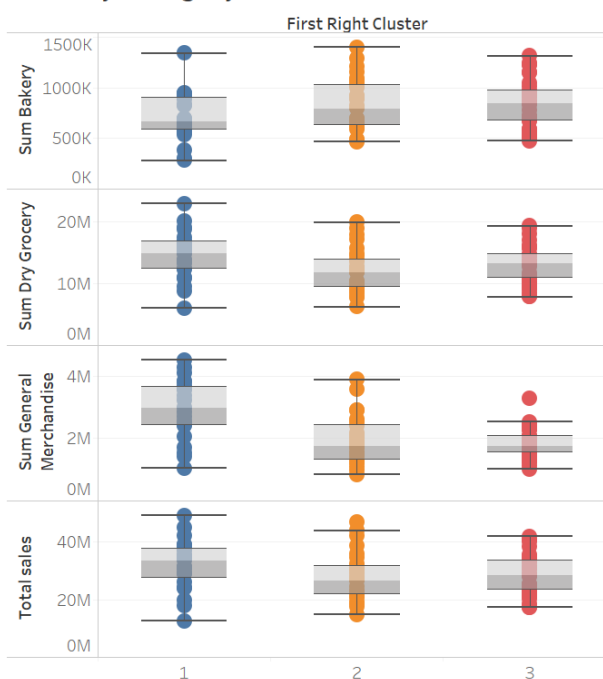 First Right Cluster
1500K
1000K
500K
0K
Sum Bakery
20M
10M
0M
Sum Dry Grocery
4M
2M
0M
Sum General
Merchandise
40M
20M
0M
Total sales
1 2 3